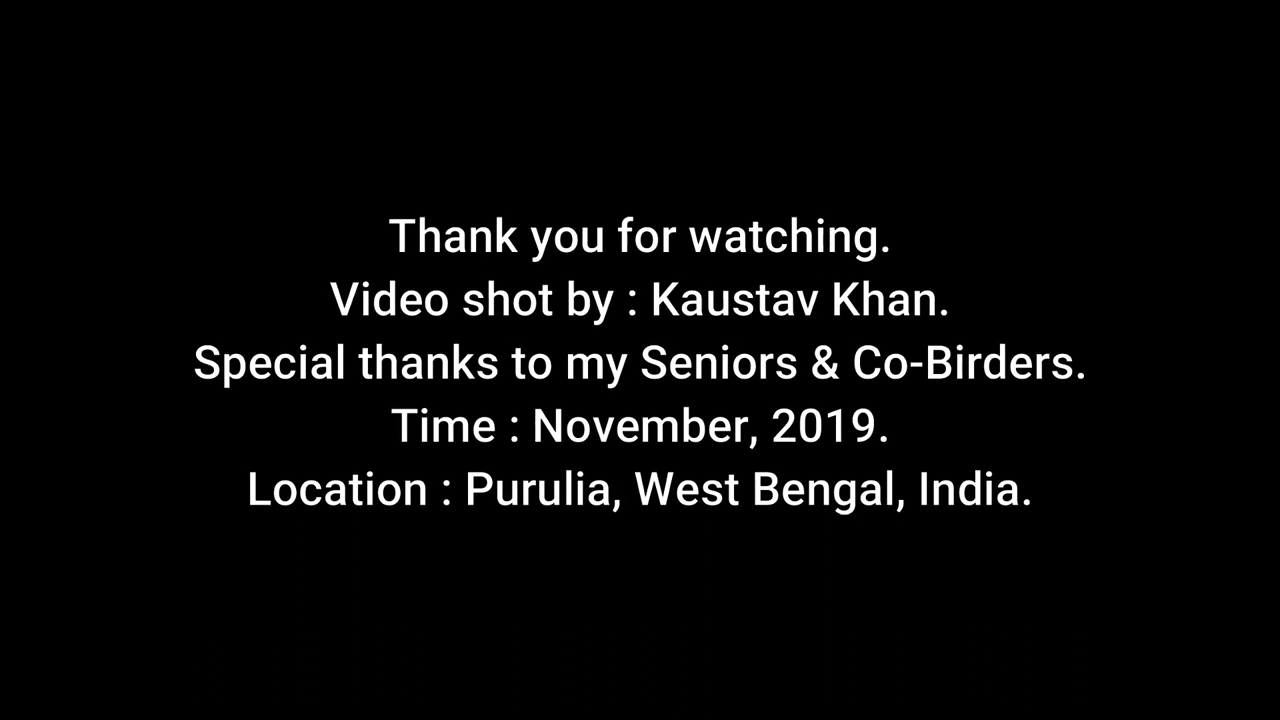 Thank you for watching.
Video shot by : Kaustav Khan.
Special thanks to my Seniors & Co-Birders.
Time : November, 2019.
Location : Purulia, West Bengal, India.